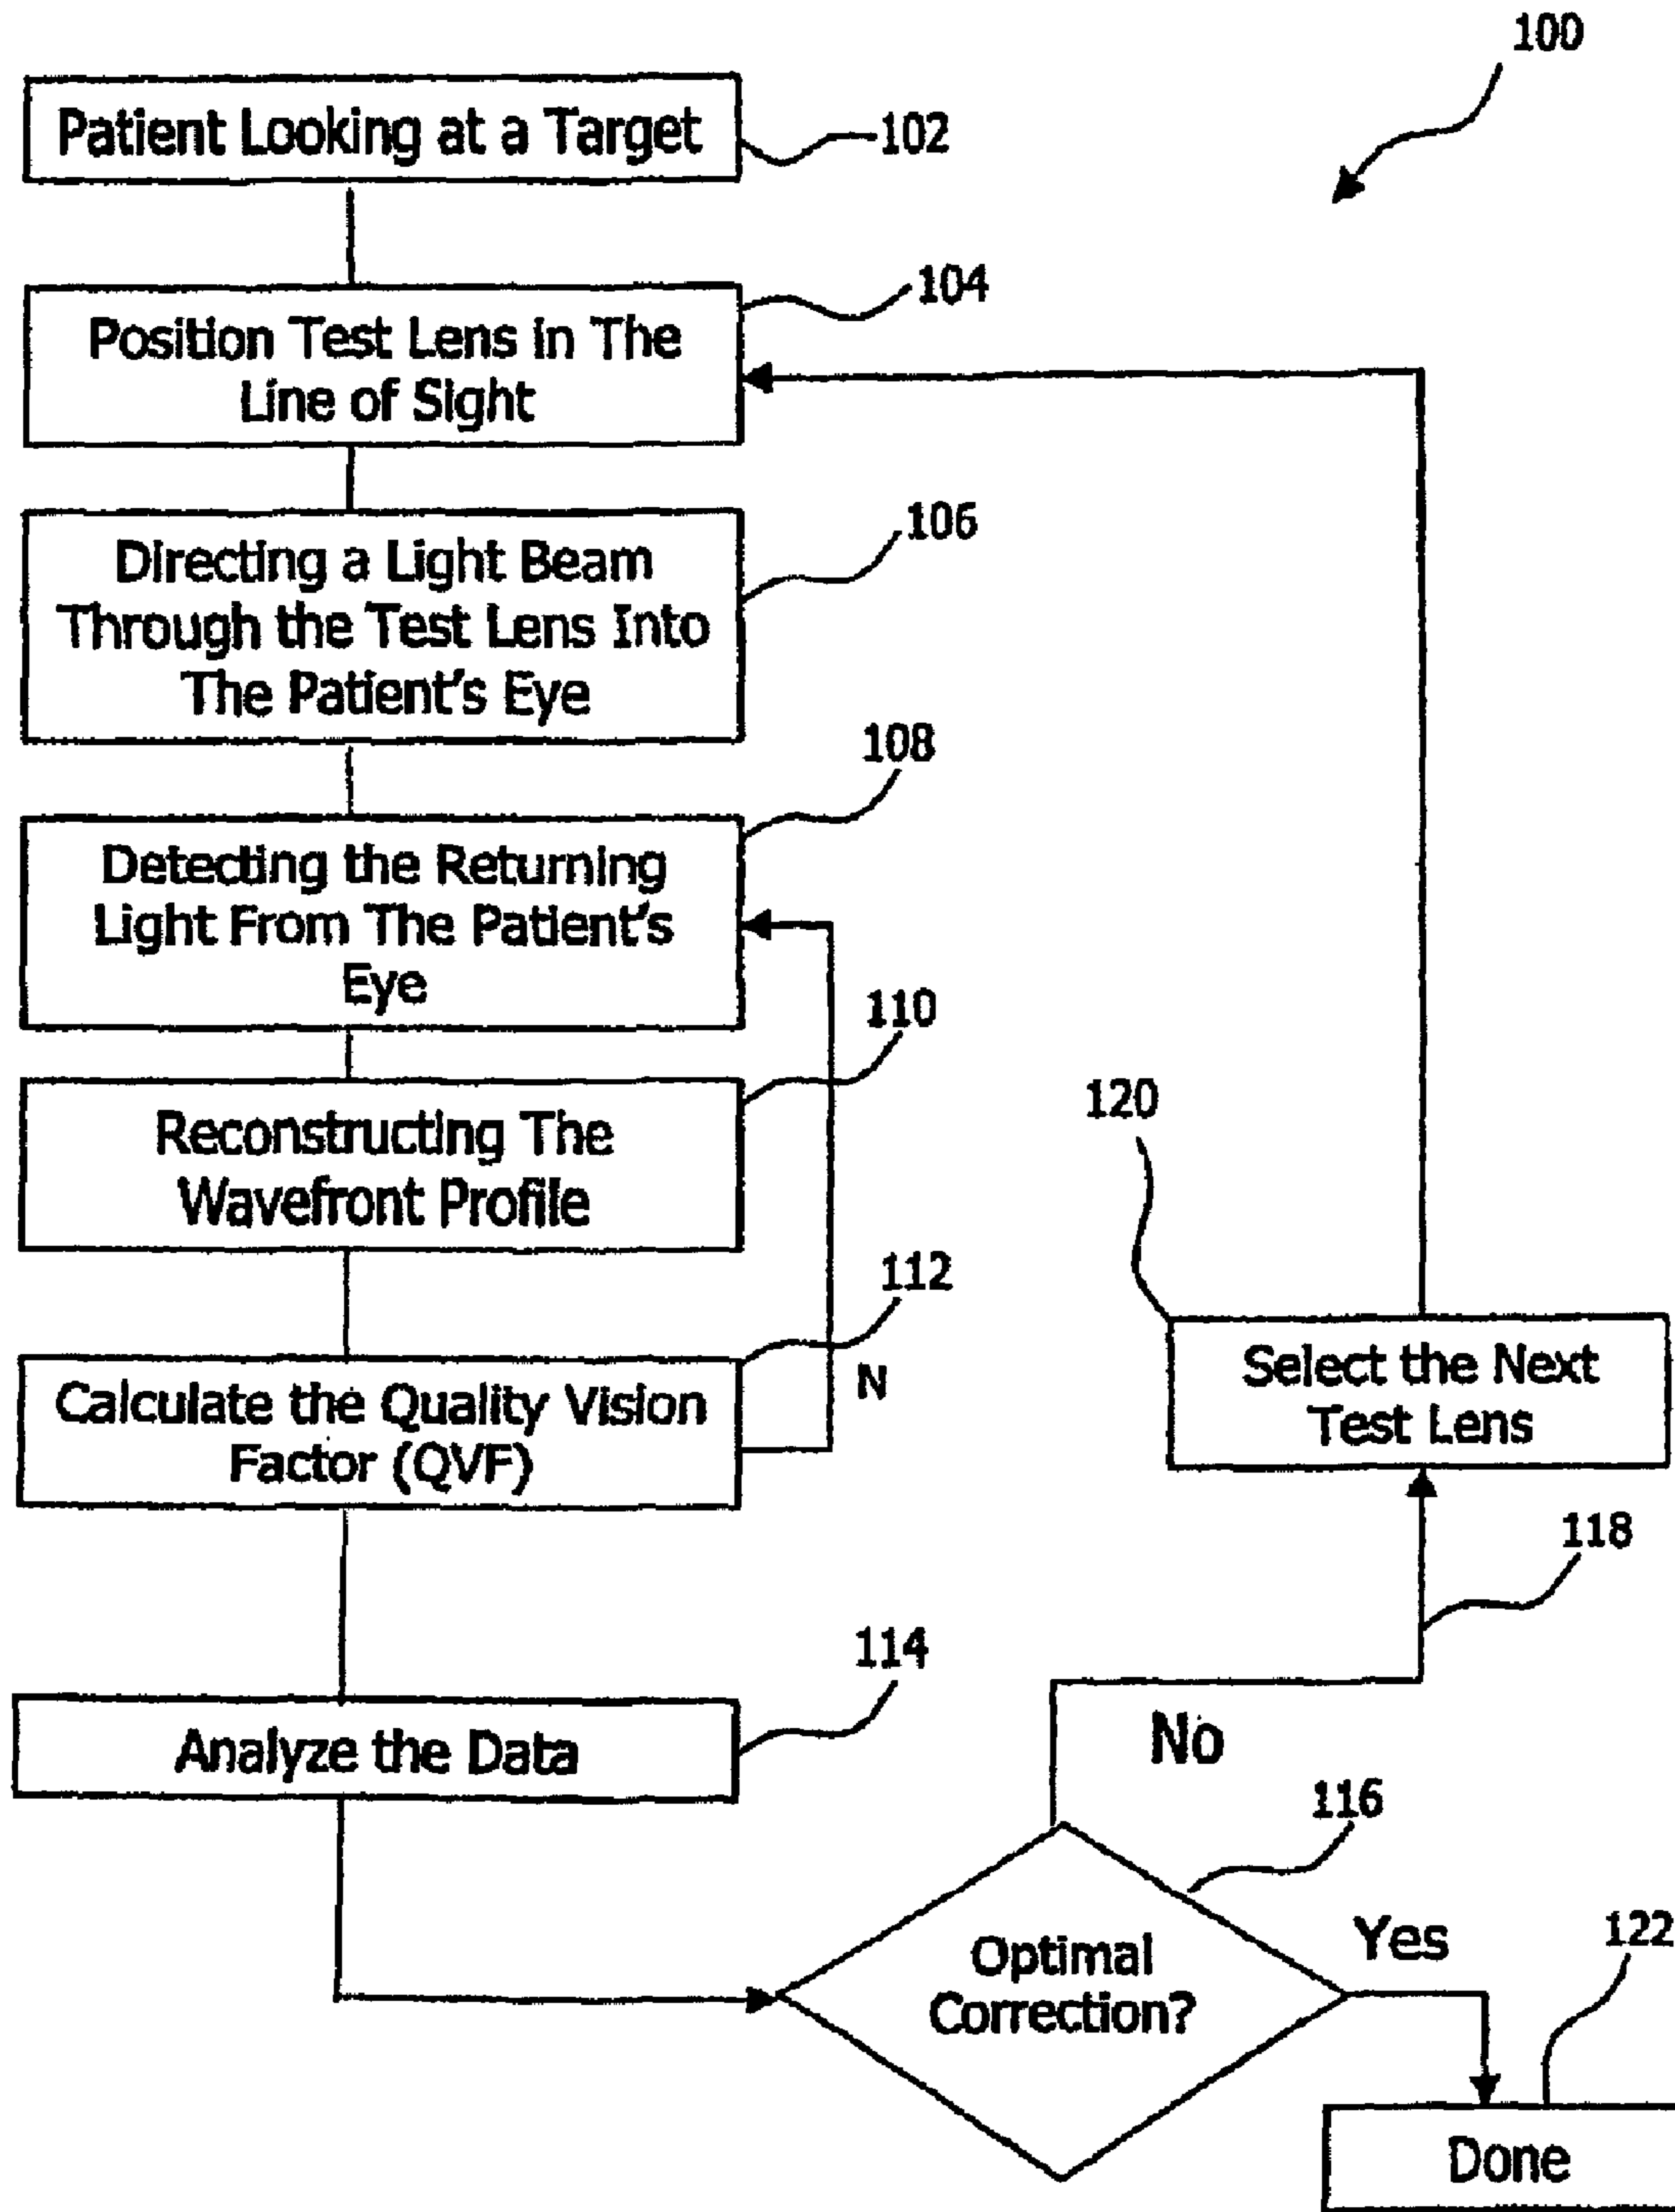 100
Patient Looking at a Target
102
104
Position Test Lens in The
Line of Sight
106
Directing a Light Beam
Through the Test Lens Into
The Patient's Eye
108
Detecting the Returning
Light From The Patient's
Eye
110
Reconstructing The
Wavefront Profile
112
Calculate the Quality Vision
Factor (QVF)
N
120
Select the Next
Test Lens
118
114
Analyze the Data
No
116
Optimal
Correction?
Yes
122
Done